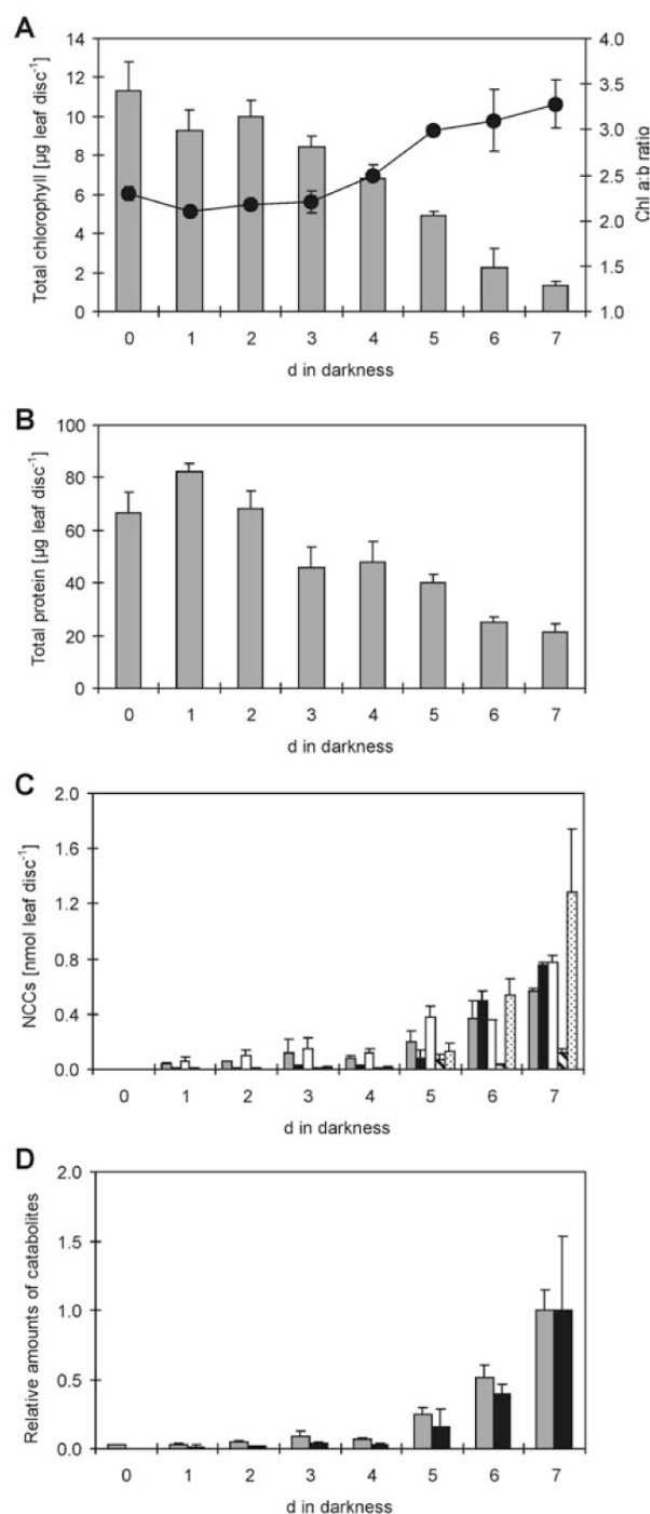 A
14
12
10
8
6
4
2
0
Total chlorophyll [µg leaf disc⁻¹]
4.0
3.5
3.0
2.5
2.0
1.5
1.0
Chl a:b ratio
0 1 2 3 4 5 6 7
d in darkness
B
100
80
60
40
20
0
Total protein [µg leaf disc⁻¹]
0 1 2 3 4 5 6 7
d in darkness
C
2.0
1.6
1.2
0.8
0.4
0.0
NCCs [nmol leaf disc⁻¹]
0 1 2 3 4 5 6 7
d in darkness
D
2.0
1.5
1.0
0.5
0.0
Relative amounts of catabolites
0 1 2 3 4 5 6 7
d in darkness